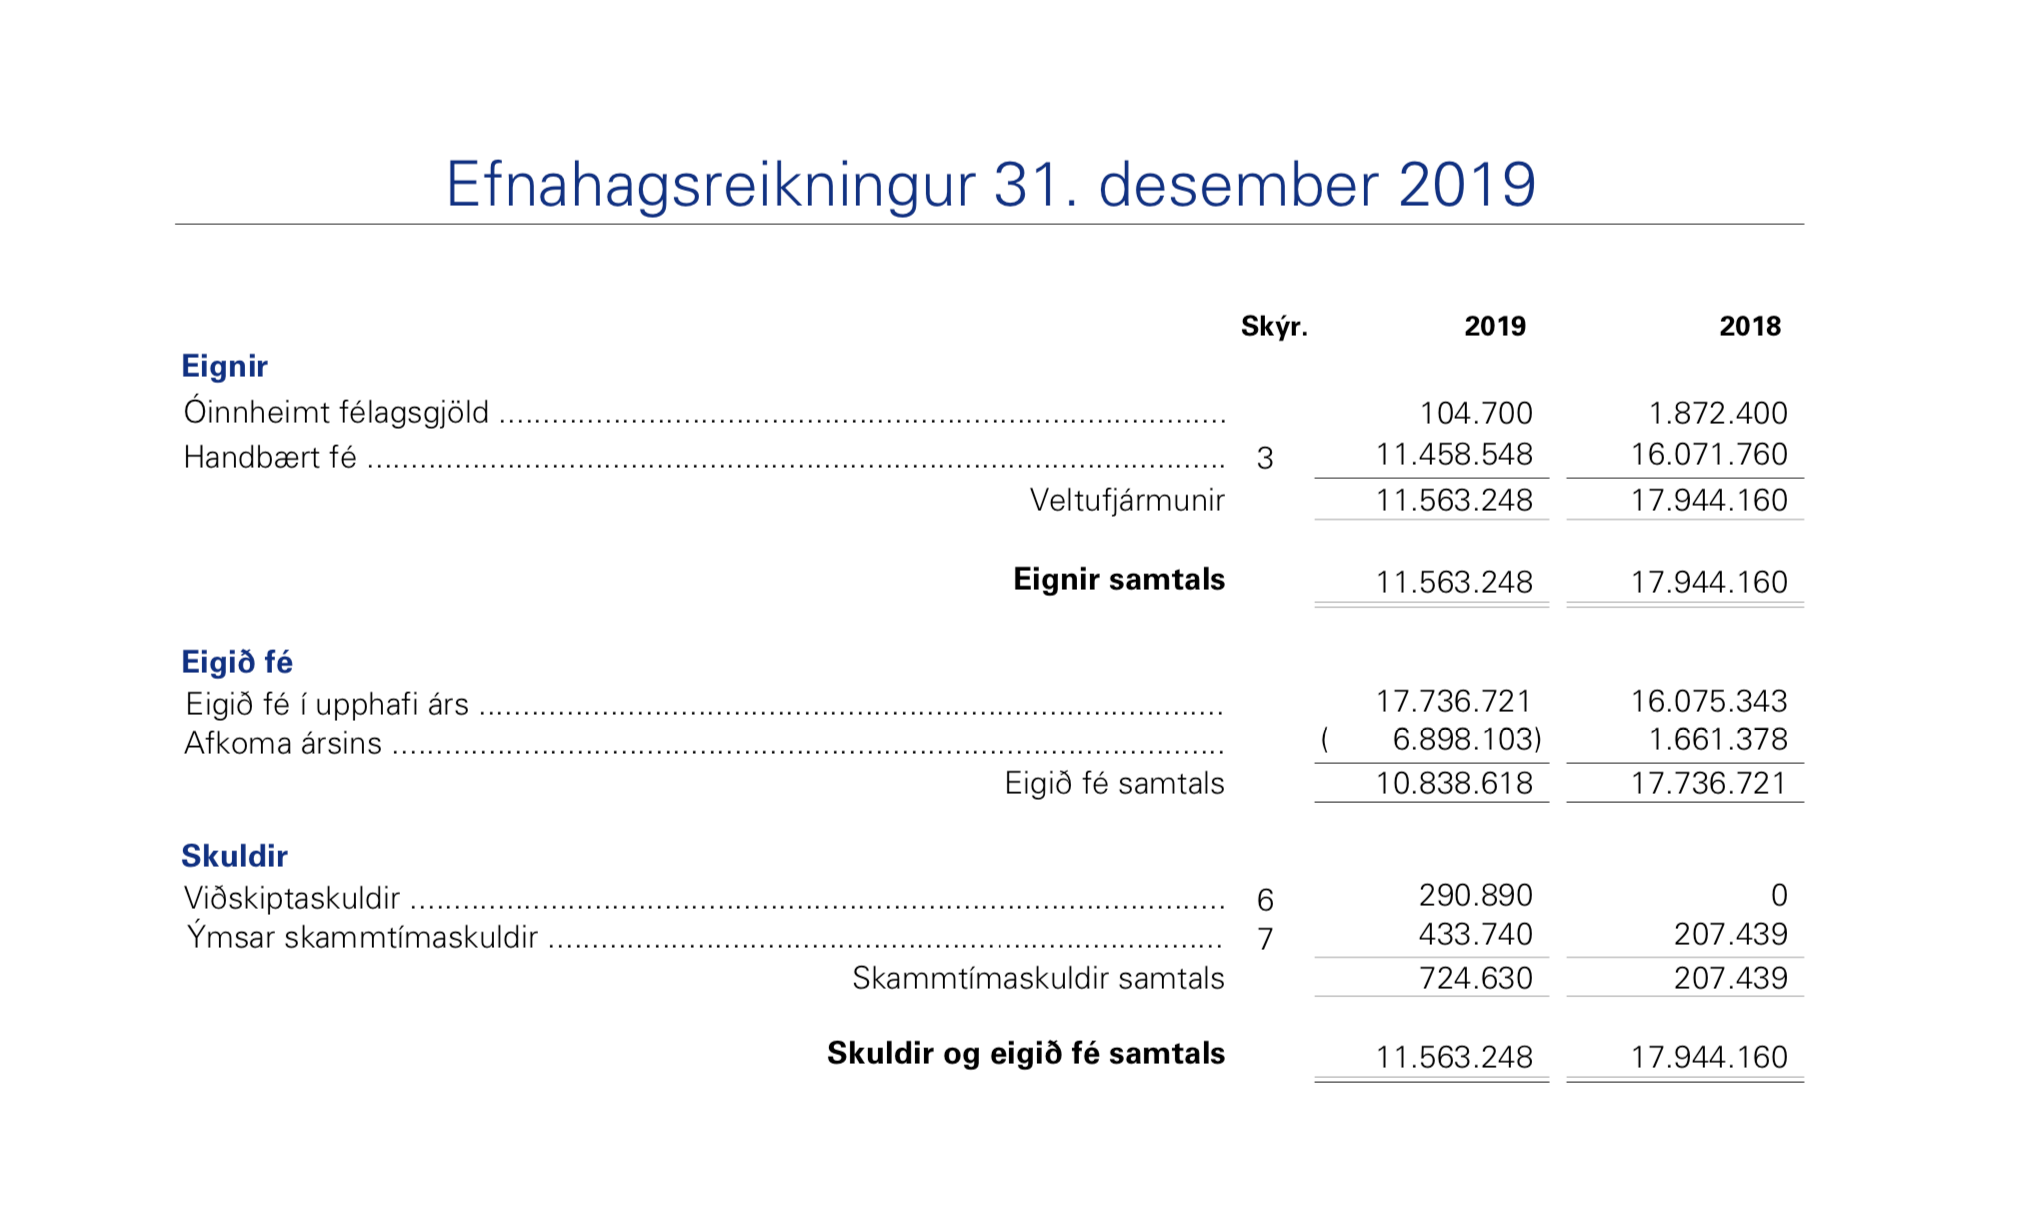 Efnahagsreikningur 31. desember 2019
Skýr. 2019 2018
Eignir
Óinnheimt félagsgjöld ................................................................................... 104.700 1.872.400
Handbært fé .................................................................................................. 3 11.458.548 16.071.760
Veltufjármunir 11.563.248 17.944.160
Eignir samtals 11.563.248 17.944.160
Eigið fé
Eigið fé í upphafi árs ..................................................................................... 17.736.721 16.075.343
Afkoma ársins ............................................................................................... ( 6.898.103) 1.661.378
Eigið fé samtals 10.838.618 17.736.721
Skuldir
Viðskiptaskuldir ............................................................................................. 6 290.890 0
Ýmsar skammtímaskuldir ............................................................................. 7 433.740 207.439
Skammtímaskuldir samtals 724.630 207.439
Skuldir og eigið fé samtals 11.563.248 17.944.160